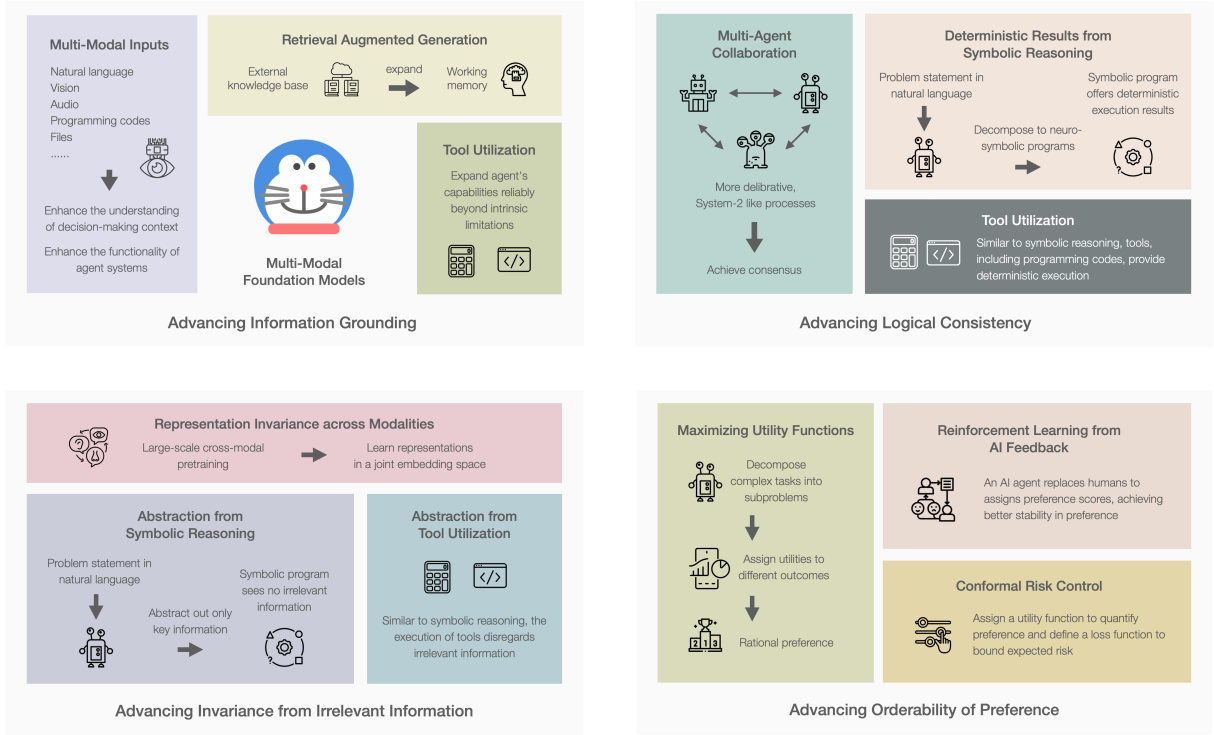 Multi-Modal Inputs
Natural language
Vision
Audio
Programming codes
Files
......
Enhance the understanding
of decision-making context
Enhance the functionality of
agent systems
Retrieval Augmented Generation
External
knowledge base
expand
Working
memory
Multi-Modal
Foundation Models
Tool Utilization
Expand agent's
capabilities reliably
beyond intrinsic
limitations
Advancing Information Grounding
Multi-Agent
Collaboration
More delibrative,
System-2 like processes
Achieve consensus
Deterministic Results from
Symbolic Reasoning
Problem statement in
natural language
Decompose to neuro-
symbolic programs
Symbolic program
offers deterministic
execution results
Tool Utilization
Similar to symbolic reasoning, tools,
including programming codes, provide
deterministic execution
Advancing Logical Consistency
Representation Invariance across Modalities
Large-scale cross-modal
pretraining
Learn representations
in a joint embedding space
Abstraction from
Symbolic Reasoning
Problem statement in
natural language
Abstract out only
key information
Symbolic program
sees no irrelevant
information
Abstraction from
Tool Utilization
Similar to symbolic reasoning, the
execution of tools disregards
irrelevant information
Advancing Invariance from Irrelevant Information
Maximizing Utility Functions
Decompose
complex tasks into
subproblems
Assign utilities to
different outcomes
2 1 3
Rational preference
Reinforcement Learning from
AI Feedback
An AI agent replaces humans to
assigns preference scores, achieving
better stability in preference
Conformal Risk Control
Assign a utility function to quantify
preference and define a loss function to
bound expected risk
Advancing Orderability of Preference